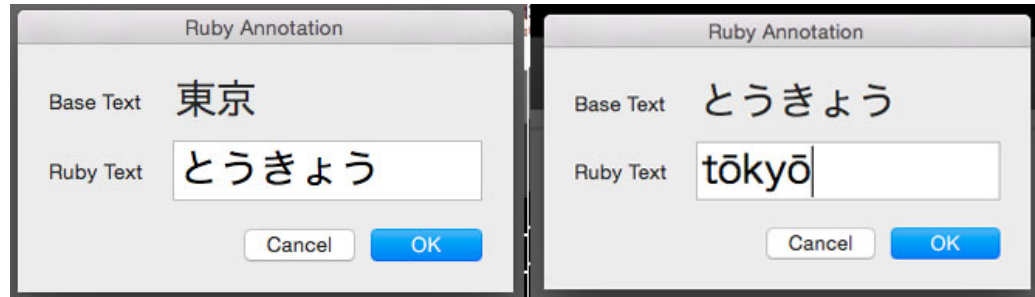 Ruby Annotation
Base Text 東京
Ruby Text とうきょう
Cancel OK
Ruby Annotation
Base Text とうきょう
Ruby Text tōkyō
Cancel OK